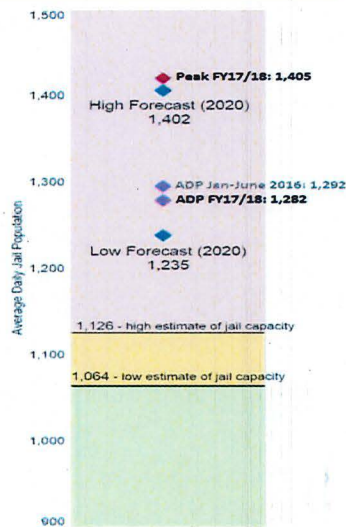 1,500
Peak FY17/18: 1,405
1,400
High Forecast (2020)
1,402
1,300
ADP Jan-June 2016: 1,292
ADP FY17/18: 1,282
Low Forecast (2020)
1,235
1,200
Average Daily Jail Population
1,126 - high estimate of jail capacity
1,100
1,064 - low estimate of jail capacity
1,000
900